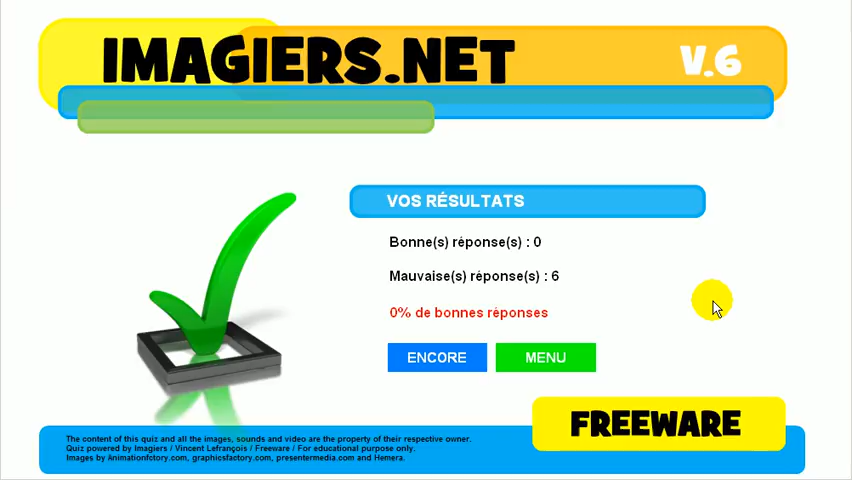 IMAGIERS.NET
V.6
VOS RÉSULTATS
Bonne(s) réponse(s) : 0
Mauvaise(s) réponse(s) : 6
0% de bonnes réponses
ENCORE
MENU
FREEWARE
The content of this quiz and all the images, sounds and video are the property of their respective owner.
Quiz powered by Imagiers / Vincent Lefrançois / Freeware / For educational purpose only.
Images by Animationfctory.com, graphicsfactory.com, presentermedia.com and Hemera.